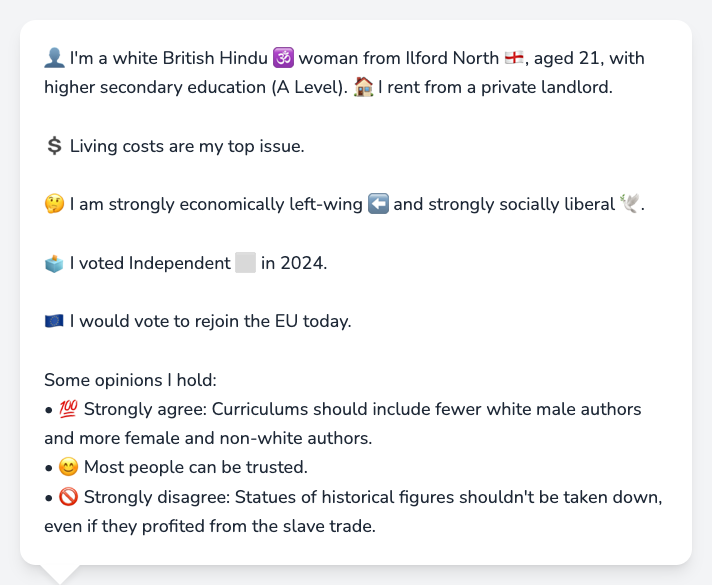 👤 I'm a white British Hindu 🕉️ woman from Ilford North 🏴󠁧󠁢󠁥󠁮󠁧󠁿, aged 21, with
higher secondary education (A Level). 🏠 I rent from a private landlord.
💲 Living costs are my top issue.
🤔 I am strongly economically left-wing ⬅️ and strongly socially liberal 🕊️.
🗳️ I voted Independent ⬜ in 2024.
🇪🇺 I would vote to rejoin the EU today.
Some opinions I hold:
• 💯 Strongly agree: Curriculums should include fewer white male authors
and more female and non-white authors.
• 😊 Most people can be trusted.
• 🚫 Strongly disagree: Statues of historical figures shouldn't be taken down,
even if they profited from the slave trade.